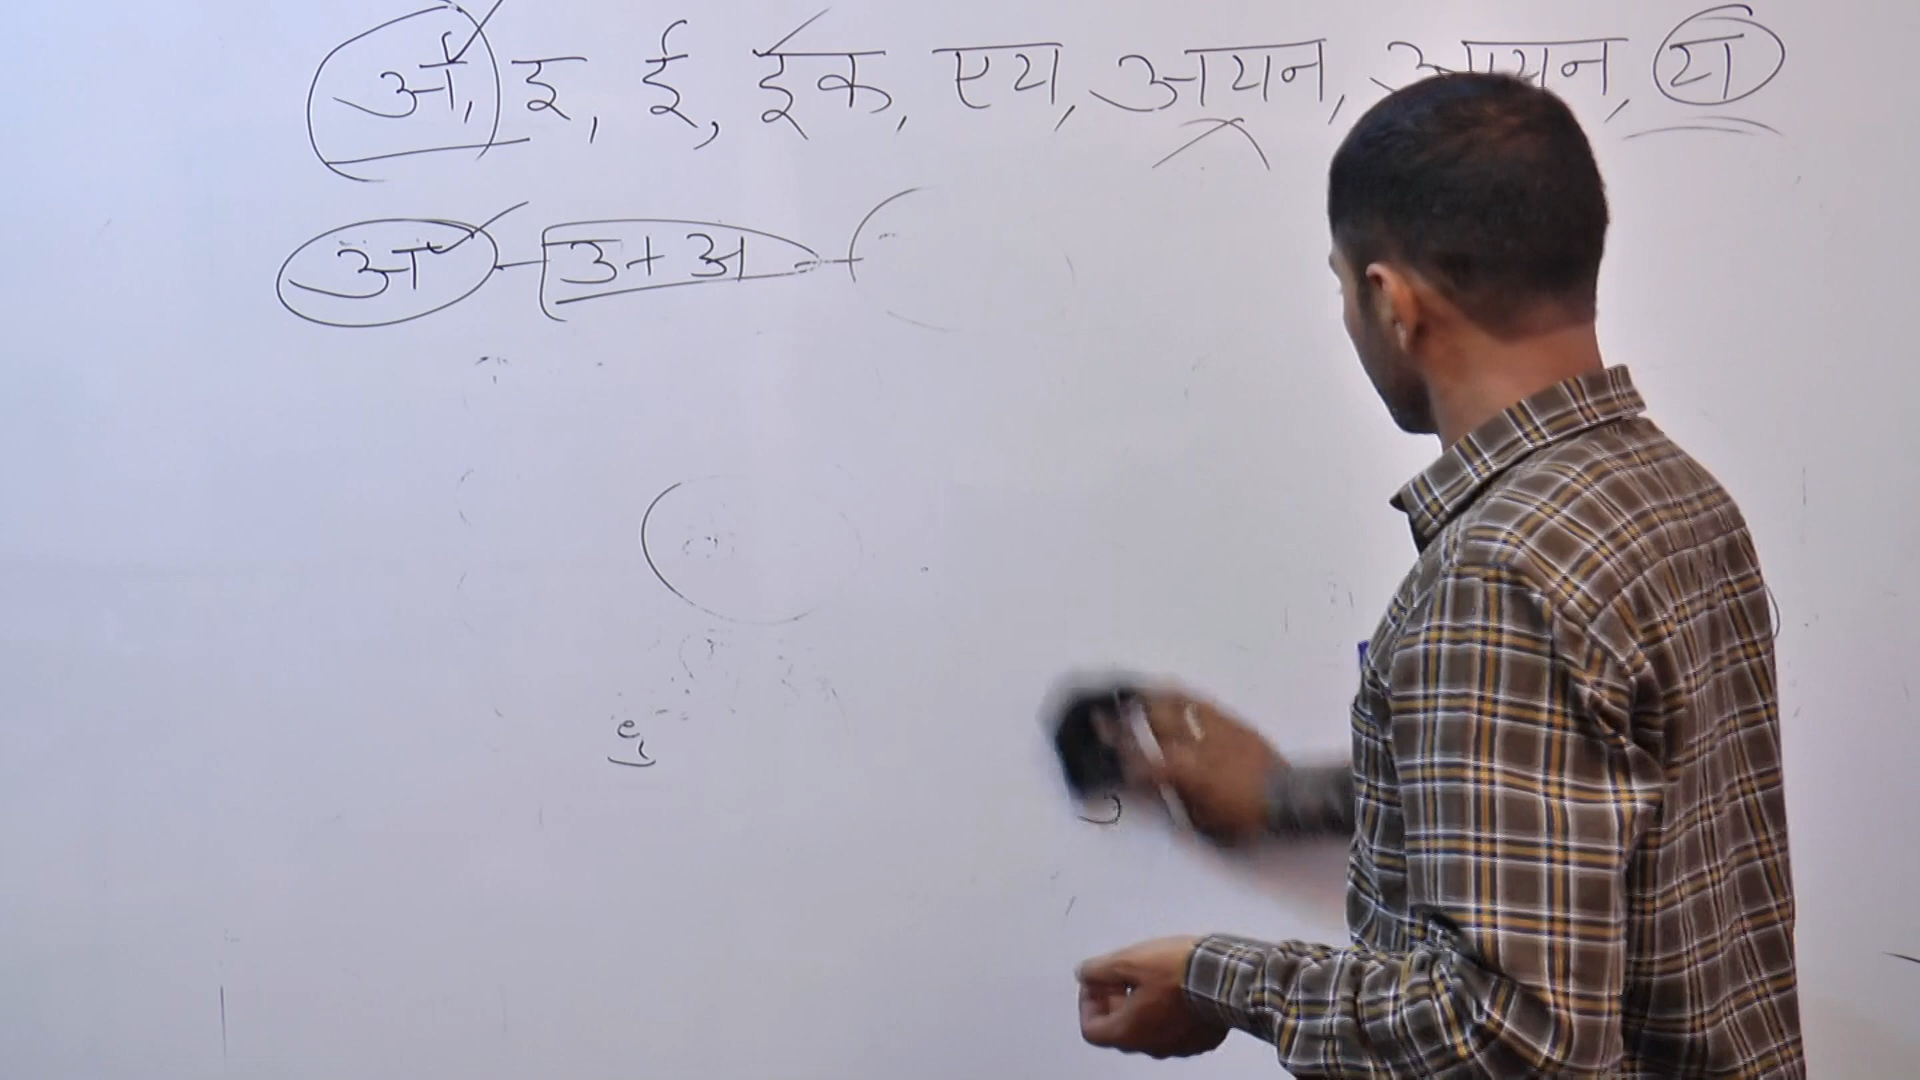 अ, इ, ई, ईक, एय, अयन, आयन, य
अ - उ + अ -